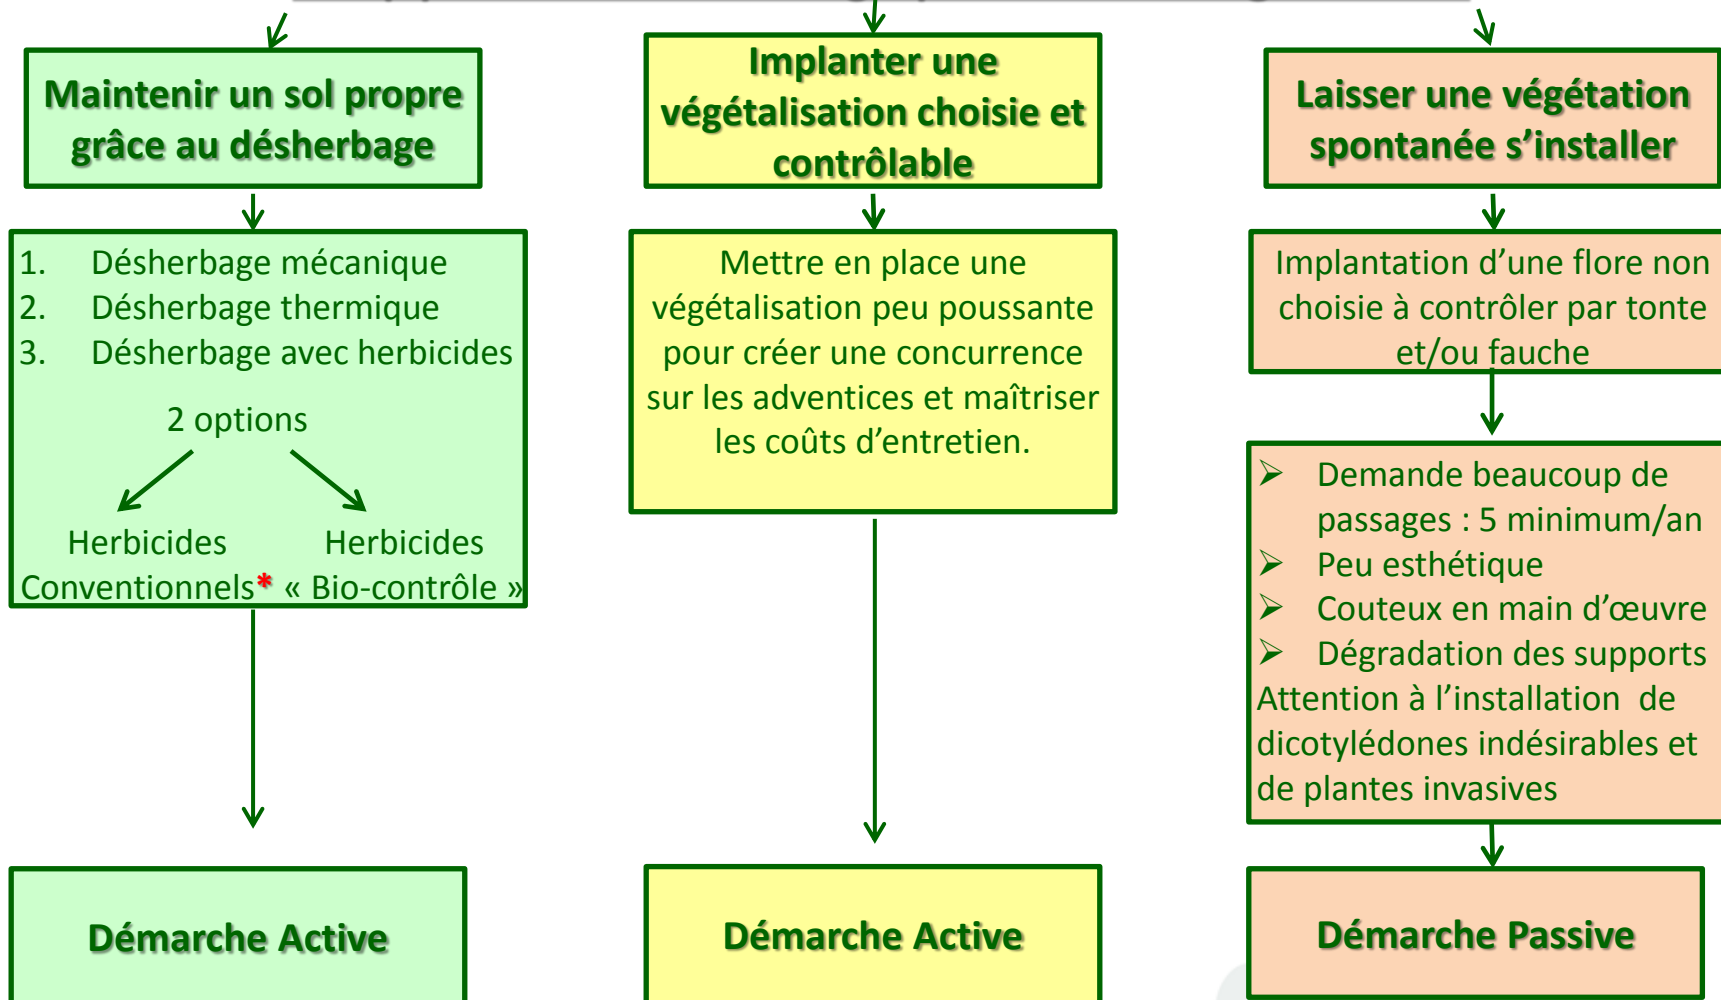 Maintenir un sol propre
grâce au désherbage
1. Désherbage mécanique
2. Désherbage thermique
3. Désherbage avec herbicides
2 options
Herbicides
Conventionnels*
Herbicides
« Bio-contrôle »
Démarche Active
Implanter une
végétalisation choisie et
contrôlable
Mettre en place une
végétalisation peu poussante
pour créer une concurrence
sur les adventices et maîtriser
les coûts d’entretien.
Démarche Active
Laisser une végétation
spontanée s’installer
Implantation d’une flore non
choisie à contrôler par tonte
et/ou fauche
➢ Demande beaucoup de
passages : 5 minimum/an
➢ Peu esthétique
➢ Couteux en main d’œuvre
➢ Dégradation des supports
Attention à l’installation  de
dicotylédones indésirables et
de plantes invasives
Démarche Passive